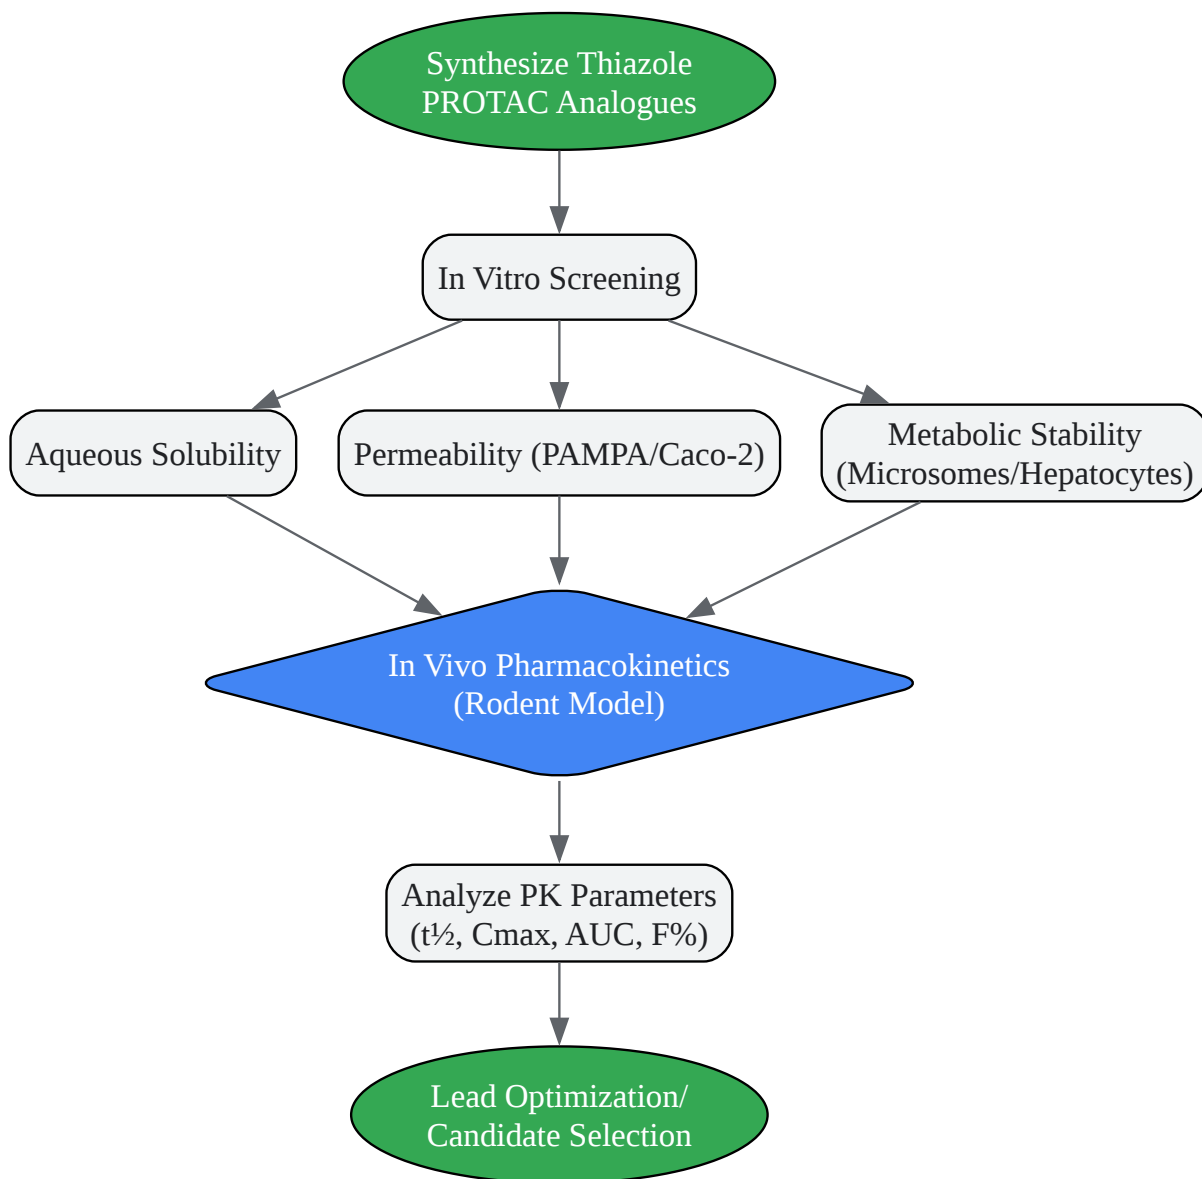 Synthesize Thiazole
PROTAC Analogues
In Vitro Screening
Aqueous Solubility
Permeability (PAMPA/Caco-2)
Metabolic Stability
(Microsomes/Hepatocytes)
In Vivo Pharmacokinetics
(Rodent Model)
Analyze PK Parameters
(t½, Cmax, AUC, F%)
Lead Optimization/
Candidate Selection